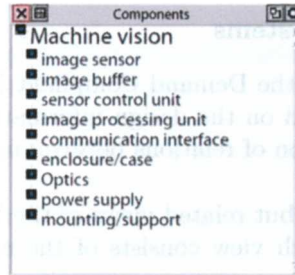 Components
Machine vision
image sensor
image buffer
sensor control unit
image processing unit
communication interface
enclosure/case
Optics
power supply
mounting/support